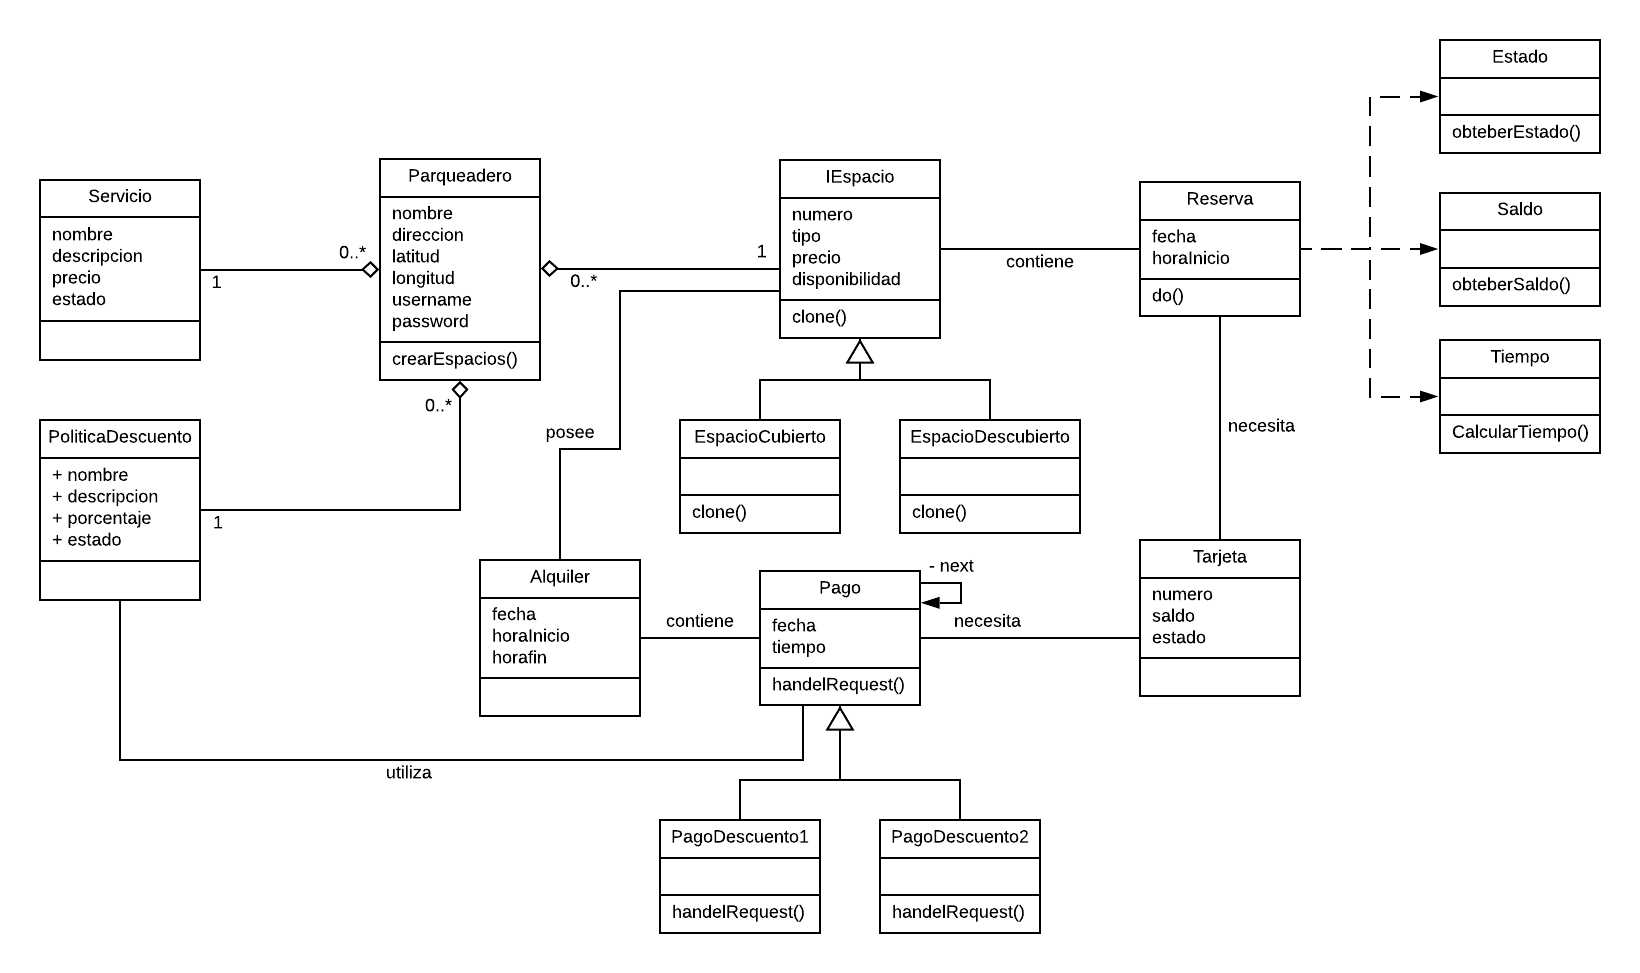 Estado
obteberEstado()
Servicio
nombre
descripcion
precio
estado
1
0..*
Parqueadero
nombre
direccion
latitud
longitud
username
password
crearEspacios()
0..*
1
0..*
IEspacio
numero
tipo
precio
disponibilidad
clone()
contiene
Reserva
fecha
horaInicio
do()
Saldo
obteberSaldo()
Tiempo
CalcularTiempo()
PoliticaDescuento
+ nombre
+ descripcion
+ porcentaje
+ estado
1
posee
EspacioCubierto
clone()
EspacioDescubierto
clone()
necesita
Alquiler
fecha
horaInicio
horafin
contiene
Pago
fecha
tiempo
handelRequest()
- next
necesita
Tarjeta
numero
saldo
estado
utiliza
PagoDescuento1
handelRequest()
PagoDescuento2
handelRequest()